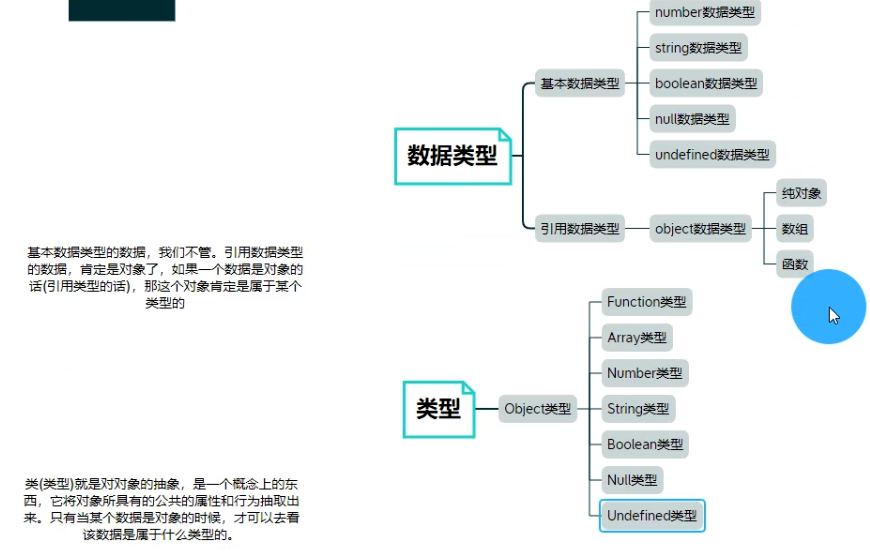 number数据类型
string数据类型
基本数据类型
boolean数据类型
null数据类型
数据类型
undefined数据类型
纯对象
引用数据类型
object数据类型
数组
函数
基本数据类型的数据，我们不管。引用数据类型
的数据，肯定是对象了，如果一个数据是对象的
话(引用类型的话)，那这个对象肯定是属于某个
类型的
Function类型
Array类型
Number类型
类型
Object类型
String类型
Boolean类型
Null类型
Undefined类型
类(类型)就是对对象的抽象，是一个概念上的东
西，它将对象所具有的公共的属性和行为抽取出
来。只有当某个数据是对象的时候，才可以去看
该数据是属于什么类型的。